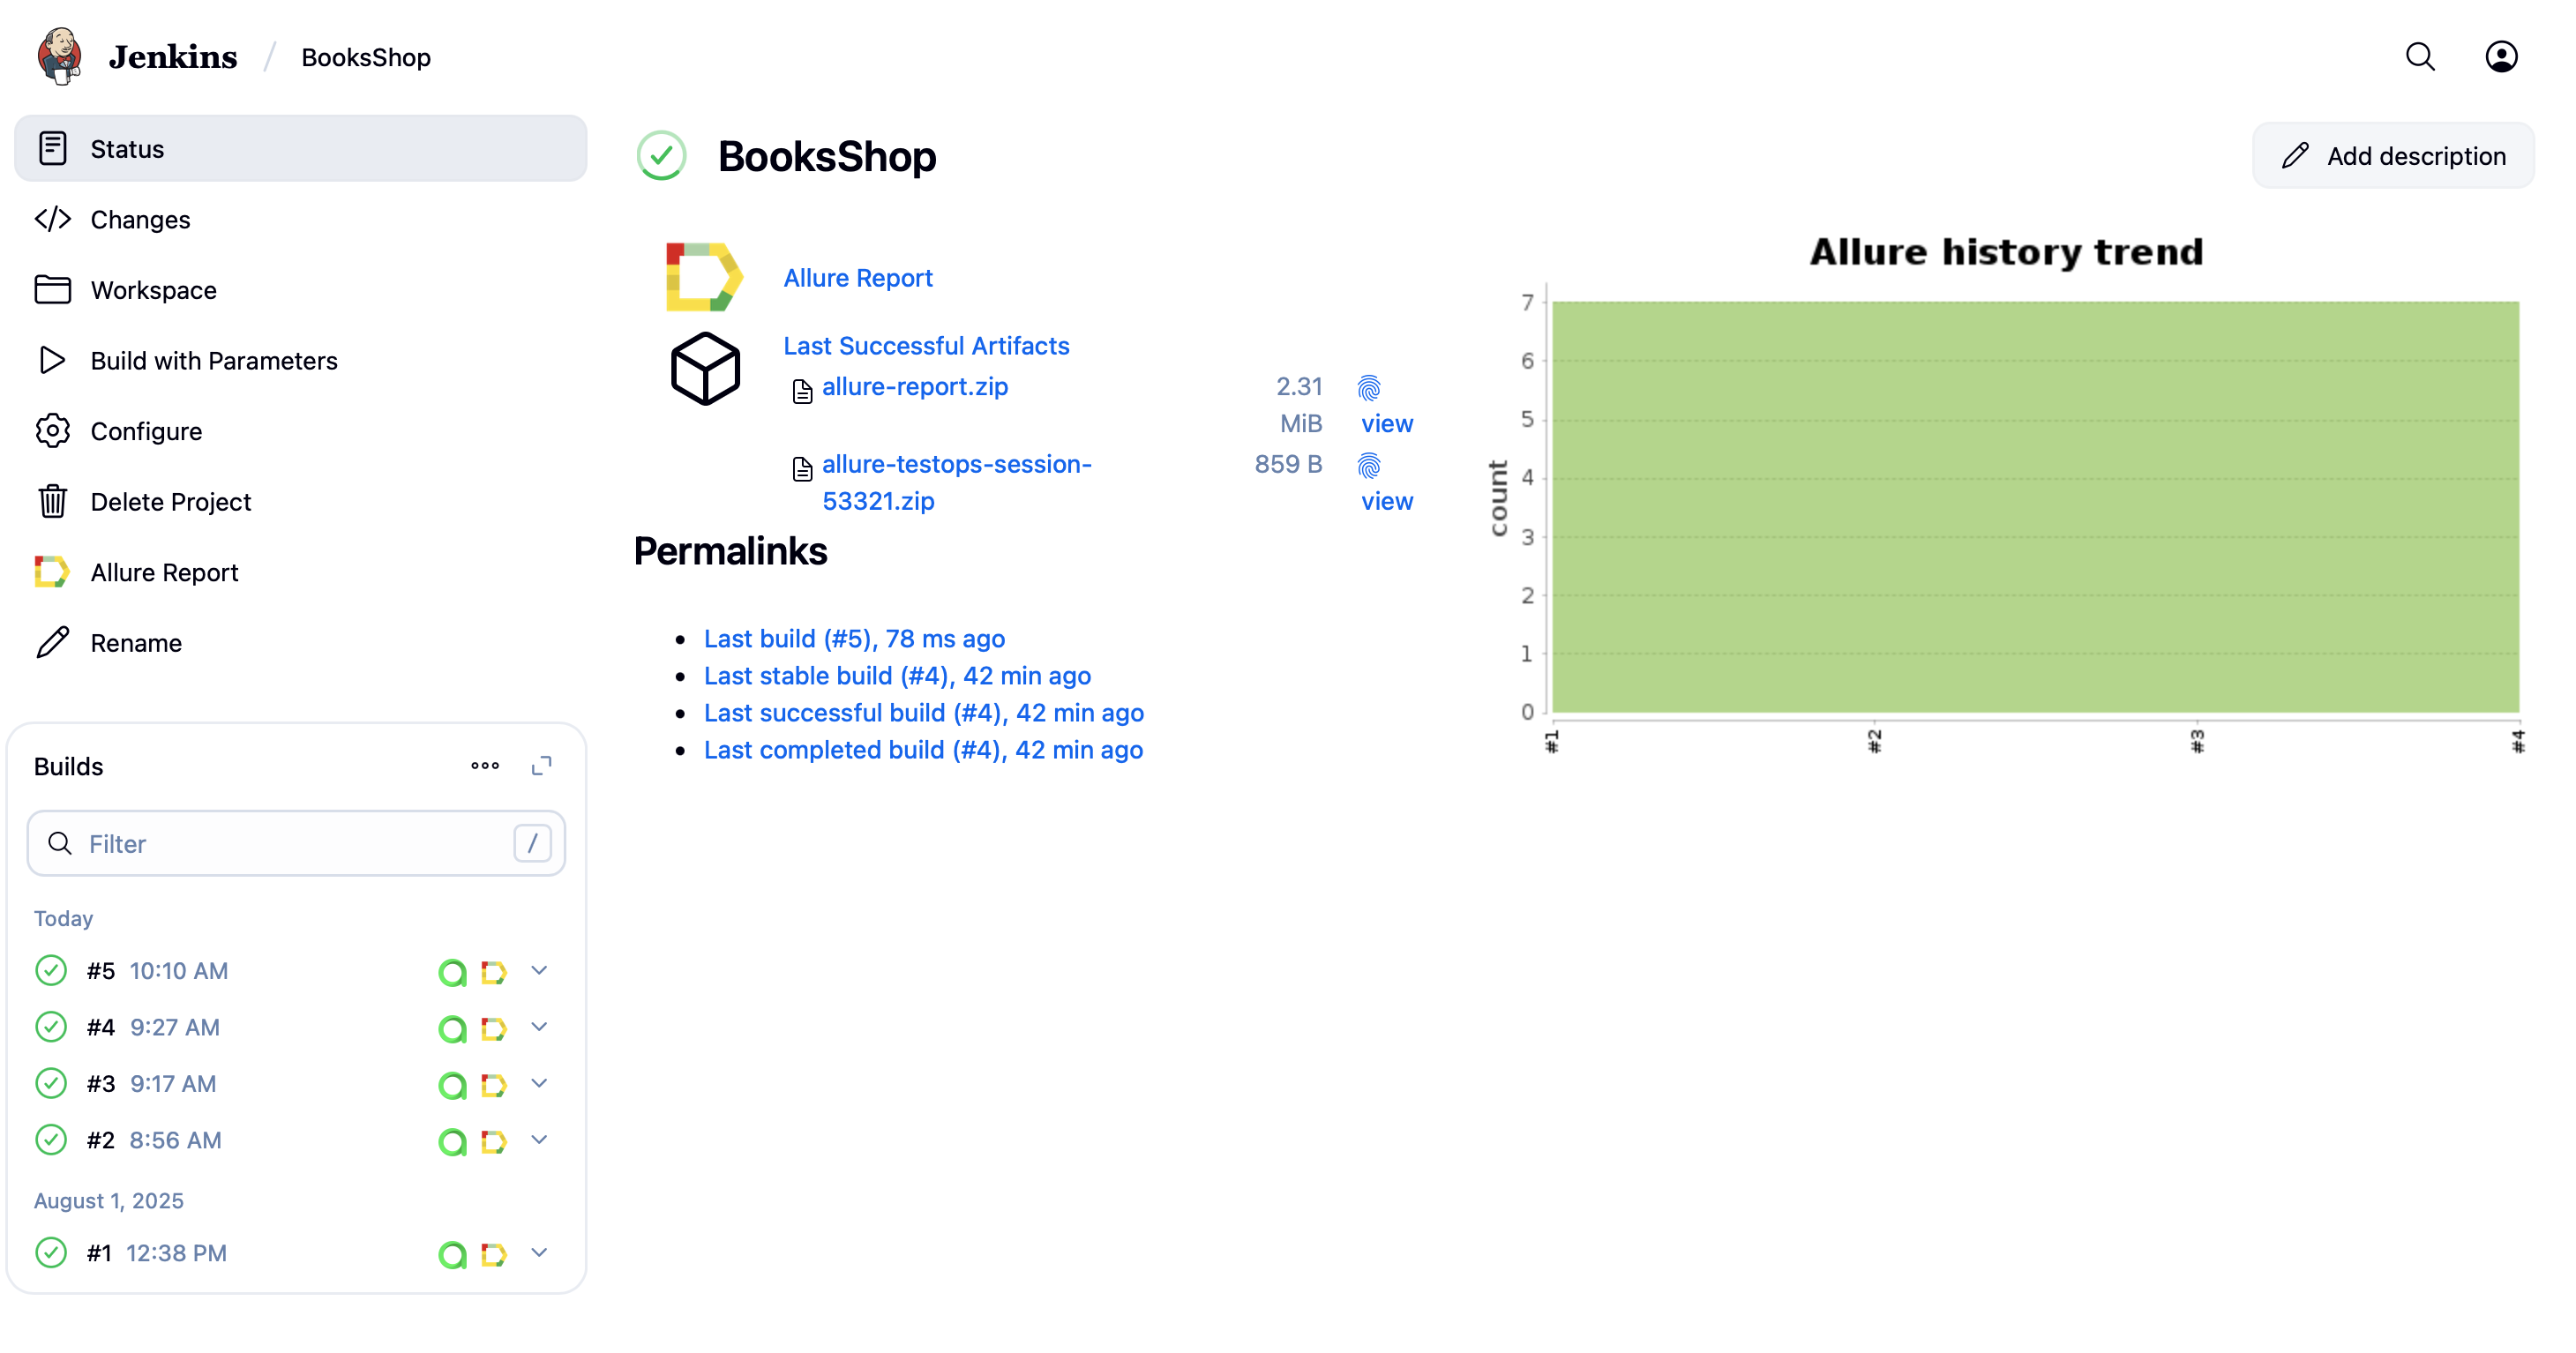 Jenkins / BooksShop
Status
Changes
Workspace
Build with Parameters
Configure
Delete Project
Allure Report
Rename
Builds
Filter /
Today
#5 10:10 AM
#4 9:27 AM
#3 9:17 AM
#2 8:56 AM
August 1, 2025
#1 12:38 PM
BooksShop
Add description
Allure Report
Last Successful Artifacts
allure-report.zip 2.31 MiB view
allure-testops-session-
53321.zip 859 B view
Permalinks
Last build (#5), 78 ms ago
Last stable build (#4), 42 min ago
Last successful build (#4), 42 min ago
Last completed build (#4), 42 min ago
Allure history trend
count
7
6
5
4
3
2
1
0
#1 #2 #3 #4